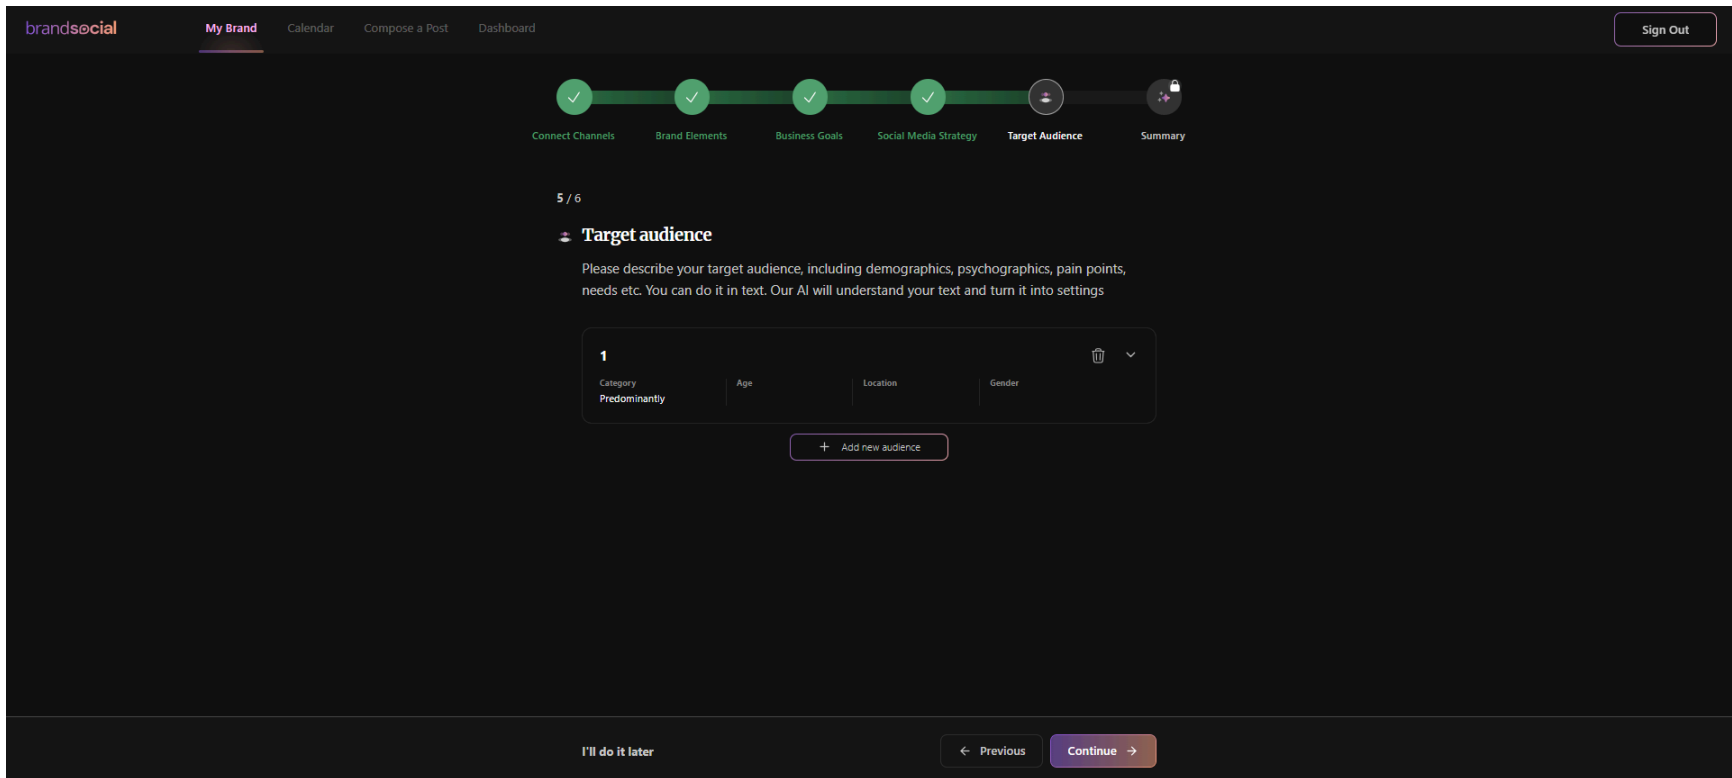 brandsocial
My Brand
Calendar
Compose a Post
Dashboard
Sign Out
Connect Channels
Brand Elements
Business Goals
Social Media Strategy
Target Audience
Summary
5 / 6
Target audience
Please describe your target audience, including demographics, psychographics, pain points,
needs etc. You can do it in text. Our AI will understand your text and turn it into settings
1
Category
Predominantly
Age
Location
Gender
+ Add new audience
I'll do it later
← Previous
Continue →